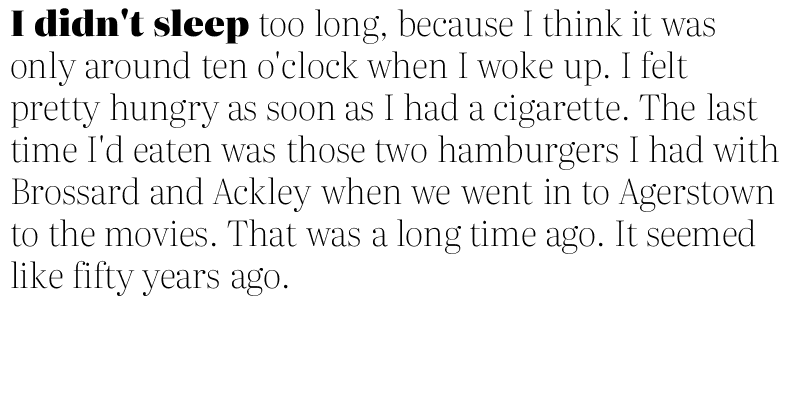 I didn't sleep too long, because I think it was
only around ten o'clock when I woke up. I felt
pretty hungry as soon as I had a cigarette. The last
time I'd eaten was those two hamburgers I had with
Brossard and Ackley when we went in to Agerstown
to the movies. That was a long time ago. It seemed
like fifty years ago.